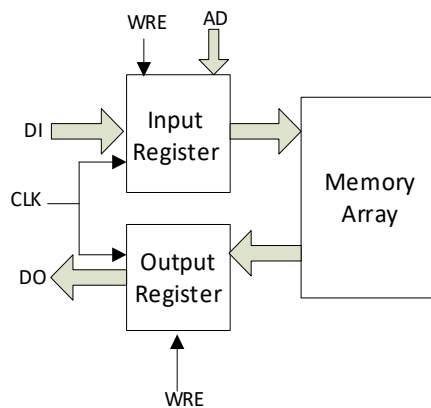 WRE
AD
DI
Input
Register
CLK
Memory
Array
DO
Output
Register
WRE